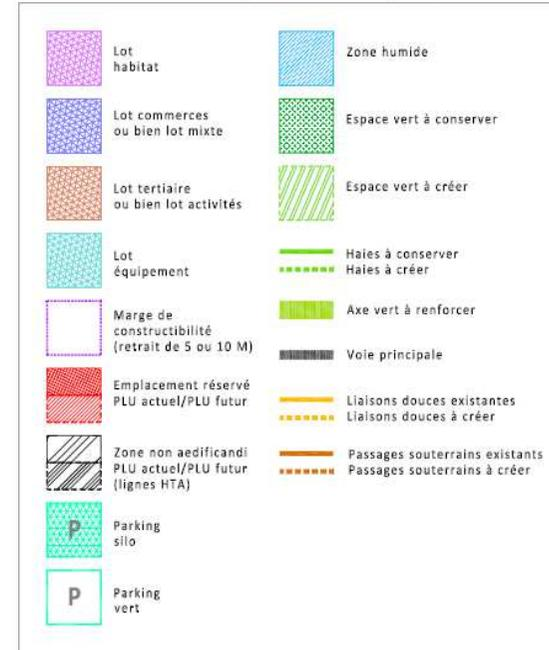 Lot
habitat
Lot commerces
ou bien lot mixte
Lot tertiaire
ou bien lot activités
Lot
équipement
Marge de
constructibilité
(retrait de 5 ou 10 M)
Emplacement réservé
PLU actuel/PLU futur
Zone non aedificandi
PLU actuel/PLU futur
(lignes HTA)
P
Parking
silo
P
Parking
vert
Zone humide
Espace vert à conserver
Espace vert à créer
Haies à conserver
Haies à créer
Axe vert à renforcer
Voie principale
Liaisons douces existantes
Liaisons douces à créer
Passages souterrains existants
Passages souterrains à créer